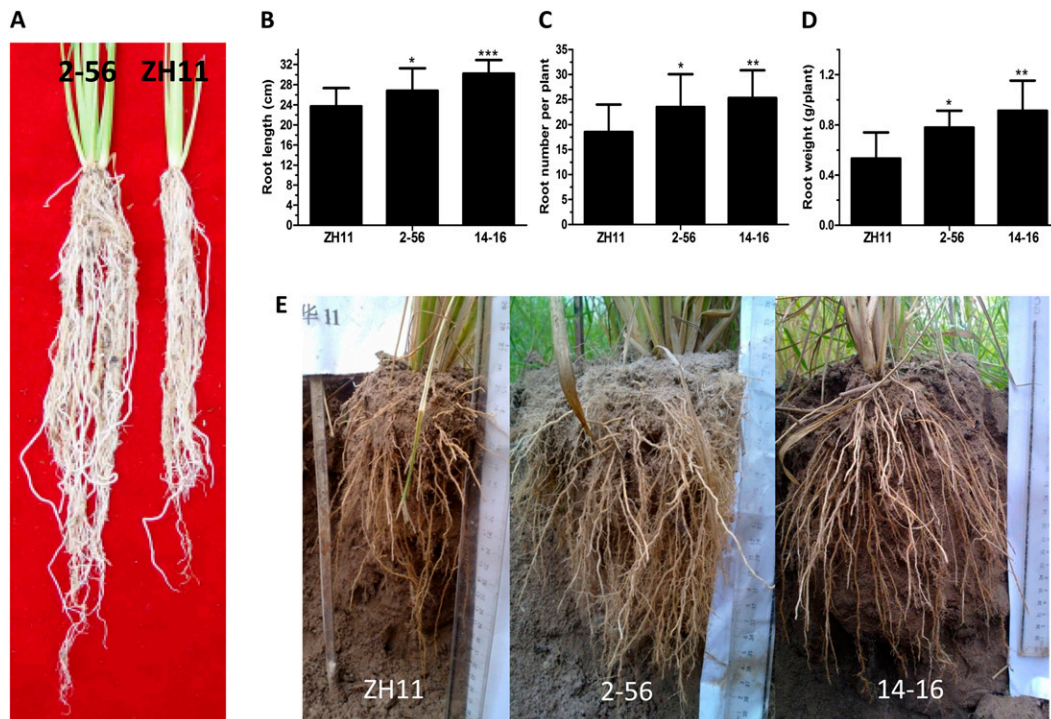 A
2-56 ZH11
B
Root length (cm)
32
28
24
20
16
12
8
4
0
*
***
ZH11 2-56 14-16
C
Root number per plant
35
30
25
20
15
10
5
0
*
**
ZH11 2-56 14-16
D
Root weight (g/plant)
1.2
0.8
0.4
0.0
*
**
ZH11 2-56 14-16
E
华11
ZH11
2-56
14-16